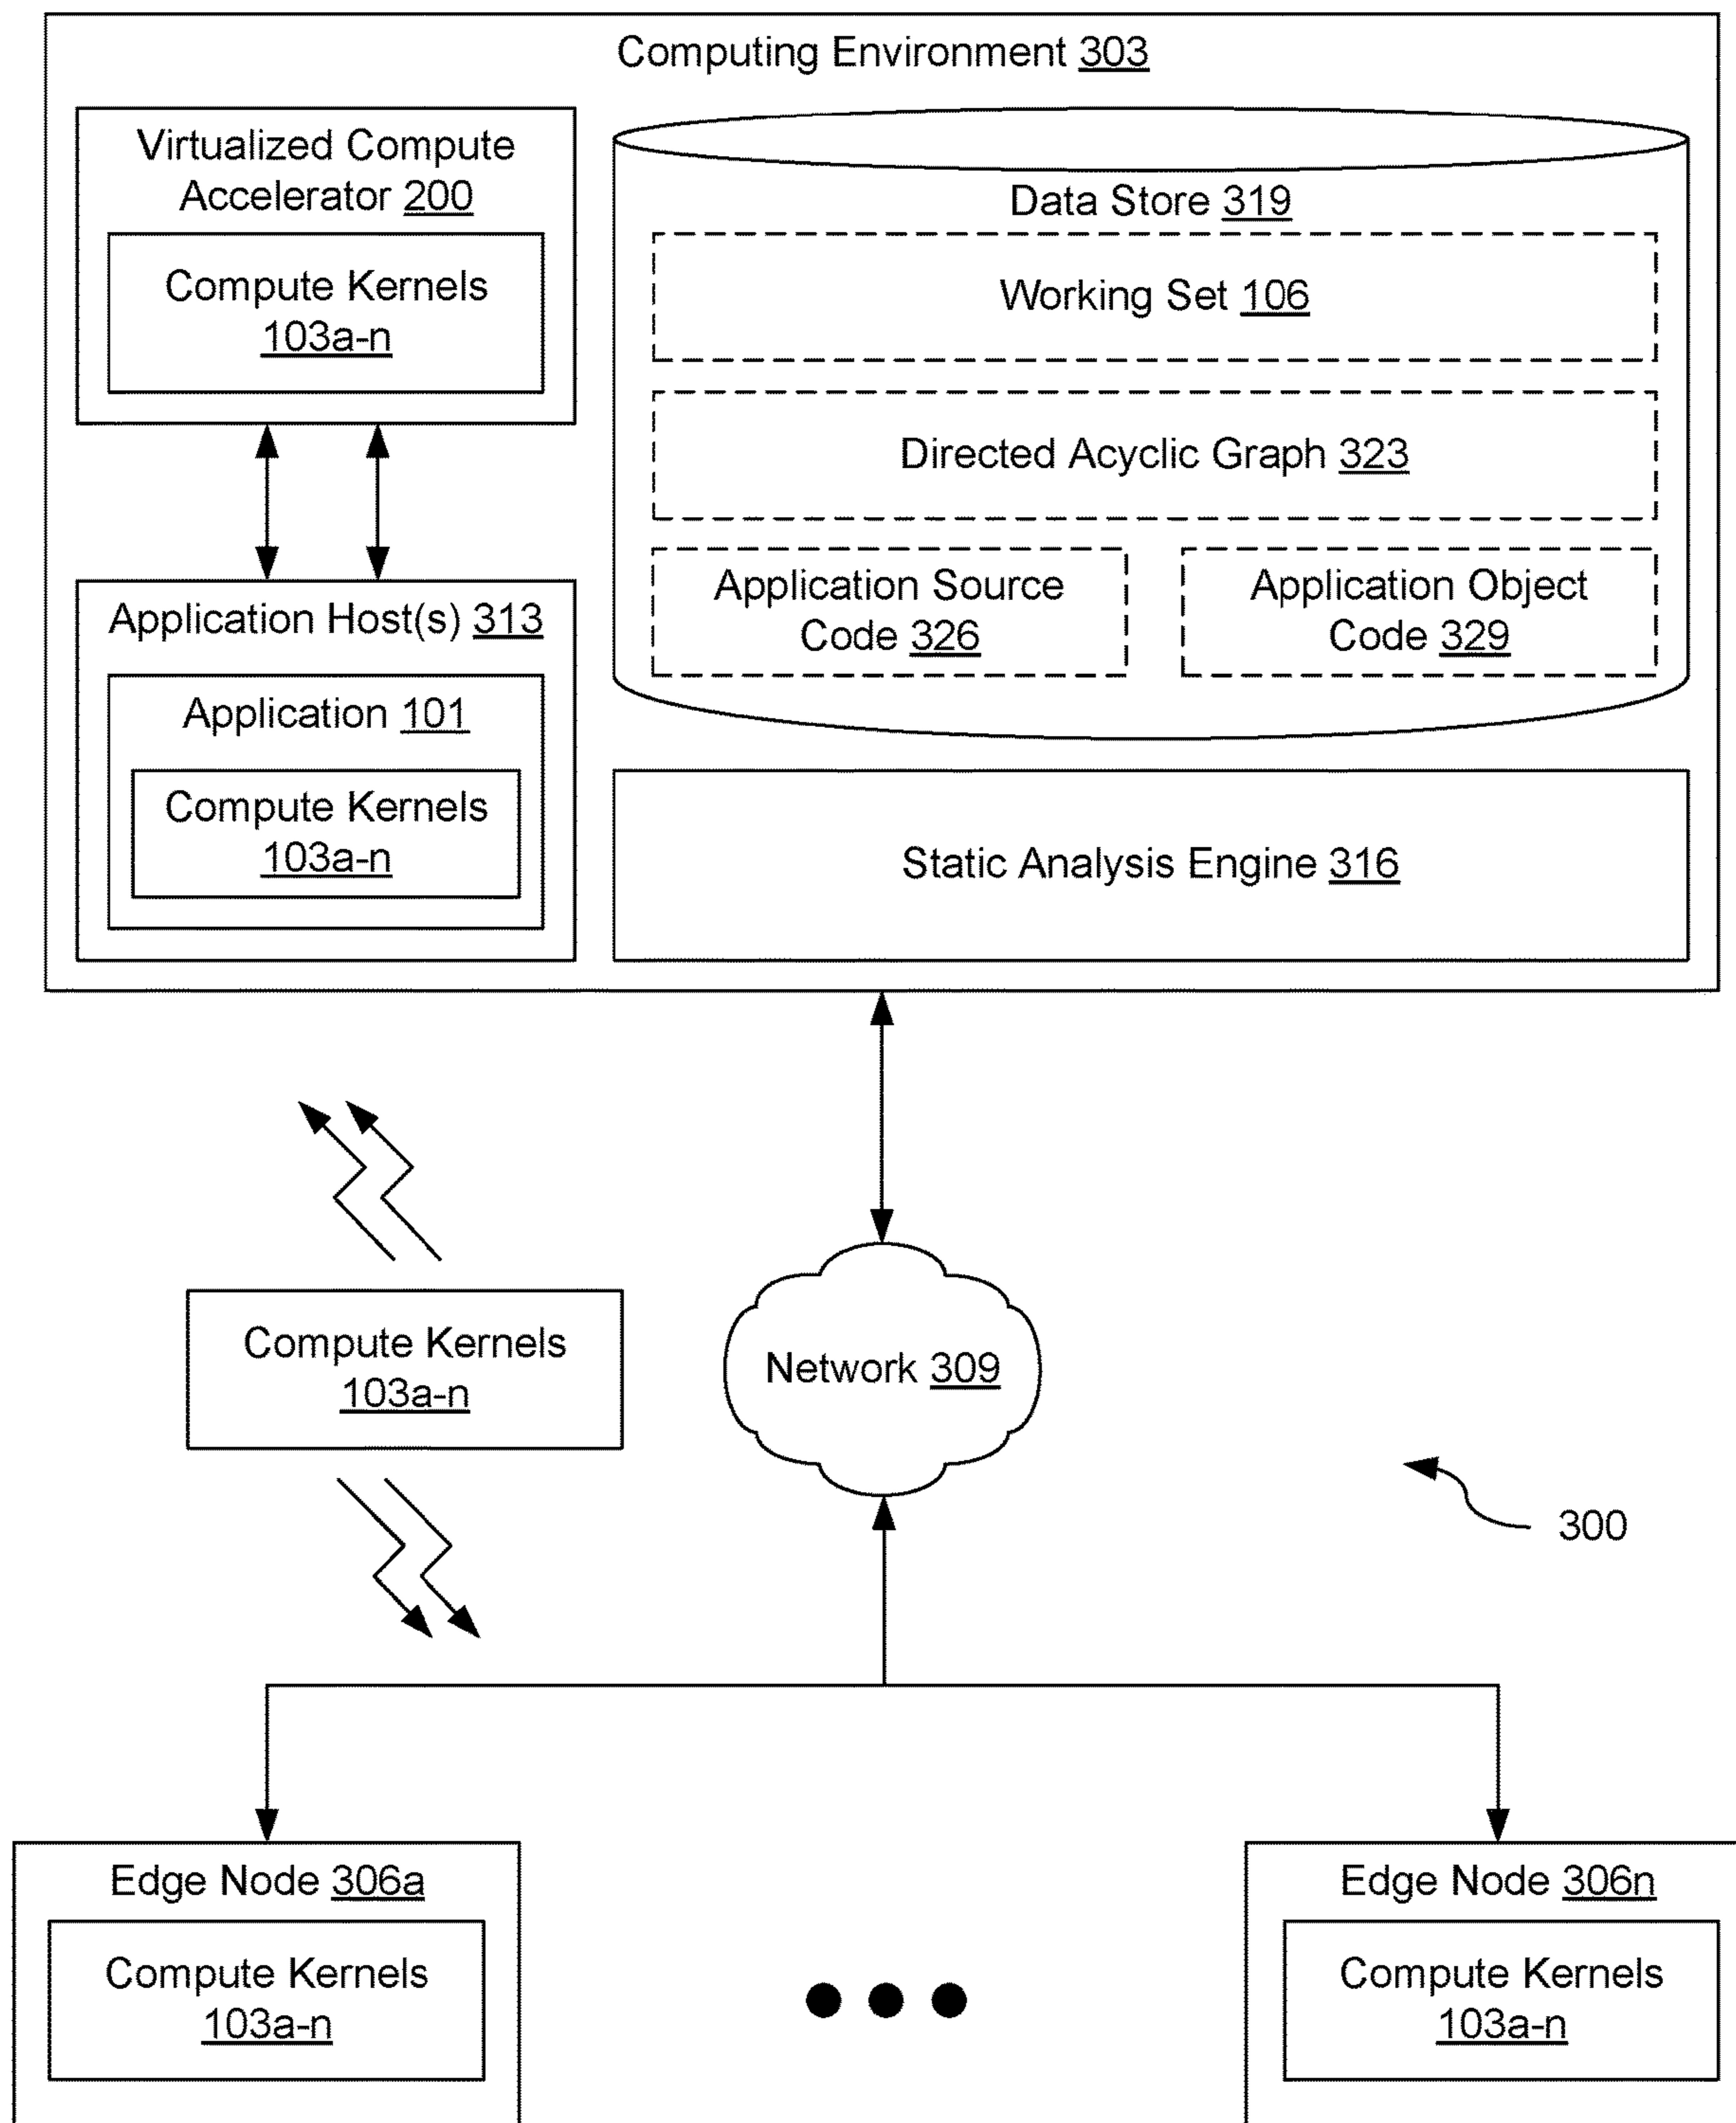 Computing Environment 303
Virtualized Compute
Accelerator 200
Compute Kernels
103a-n
Application Host(s) 313
Application 101
Compute Kernels
103a-n
Data Store 319
Working Set 106
Directed Acyclic Graph 323
Application Source
Code 326
Application Object
Code 329
Static Analysis Engine 316
Compute Kernels
103a-n
Network 309
300
Edge Node 306a
Compute Kernels
103a-n
Edge Node 306n
Compute Kernels
103a-n